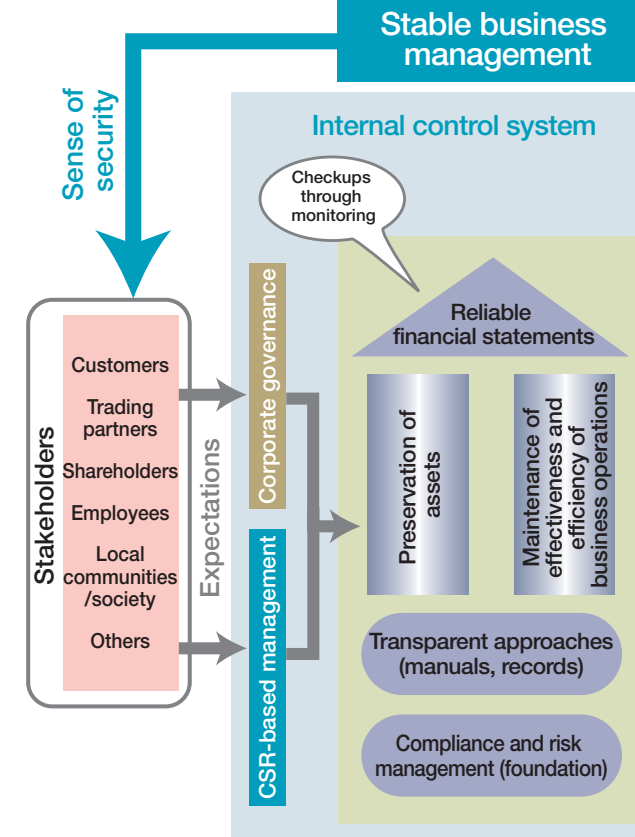 Stable business
management
Sense of
security
Internal control system
Checkups
through
monitoring
Stakeholders
Customers
Trading
partners
Shareholders
Employees
Local
communities
/society
Others
Expectations
Corporate governance
CSR-based management
Reliable
financial statements
Preservation of
assets
Maintenance of
effectiveness and
efficiency of
business operations
Transparent approaches
(manuals, records)
Compliance and risk
management (foundation)